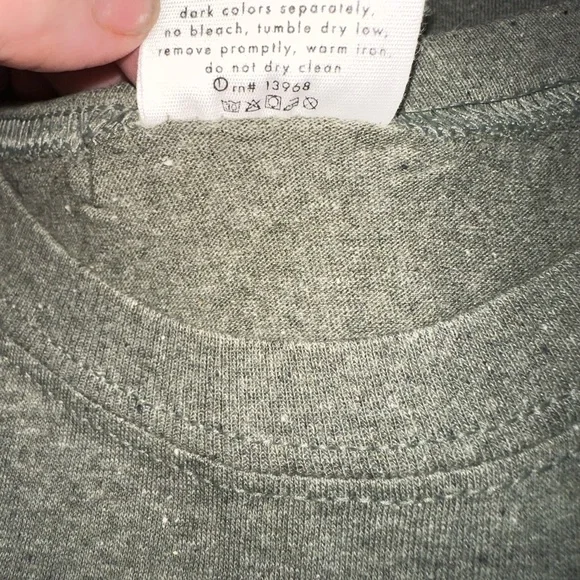 dark colors separately,
no bleach, tumble dry low,
remove promptly, warm iron,
do not dry clean
rn# 13968